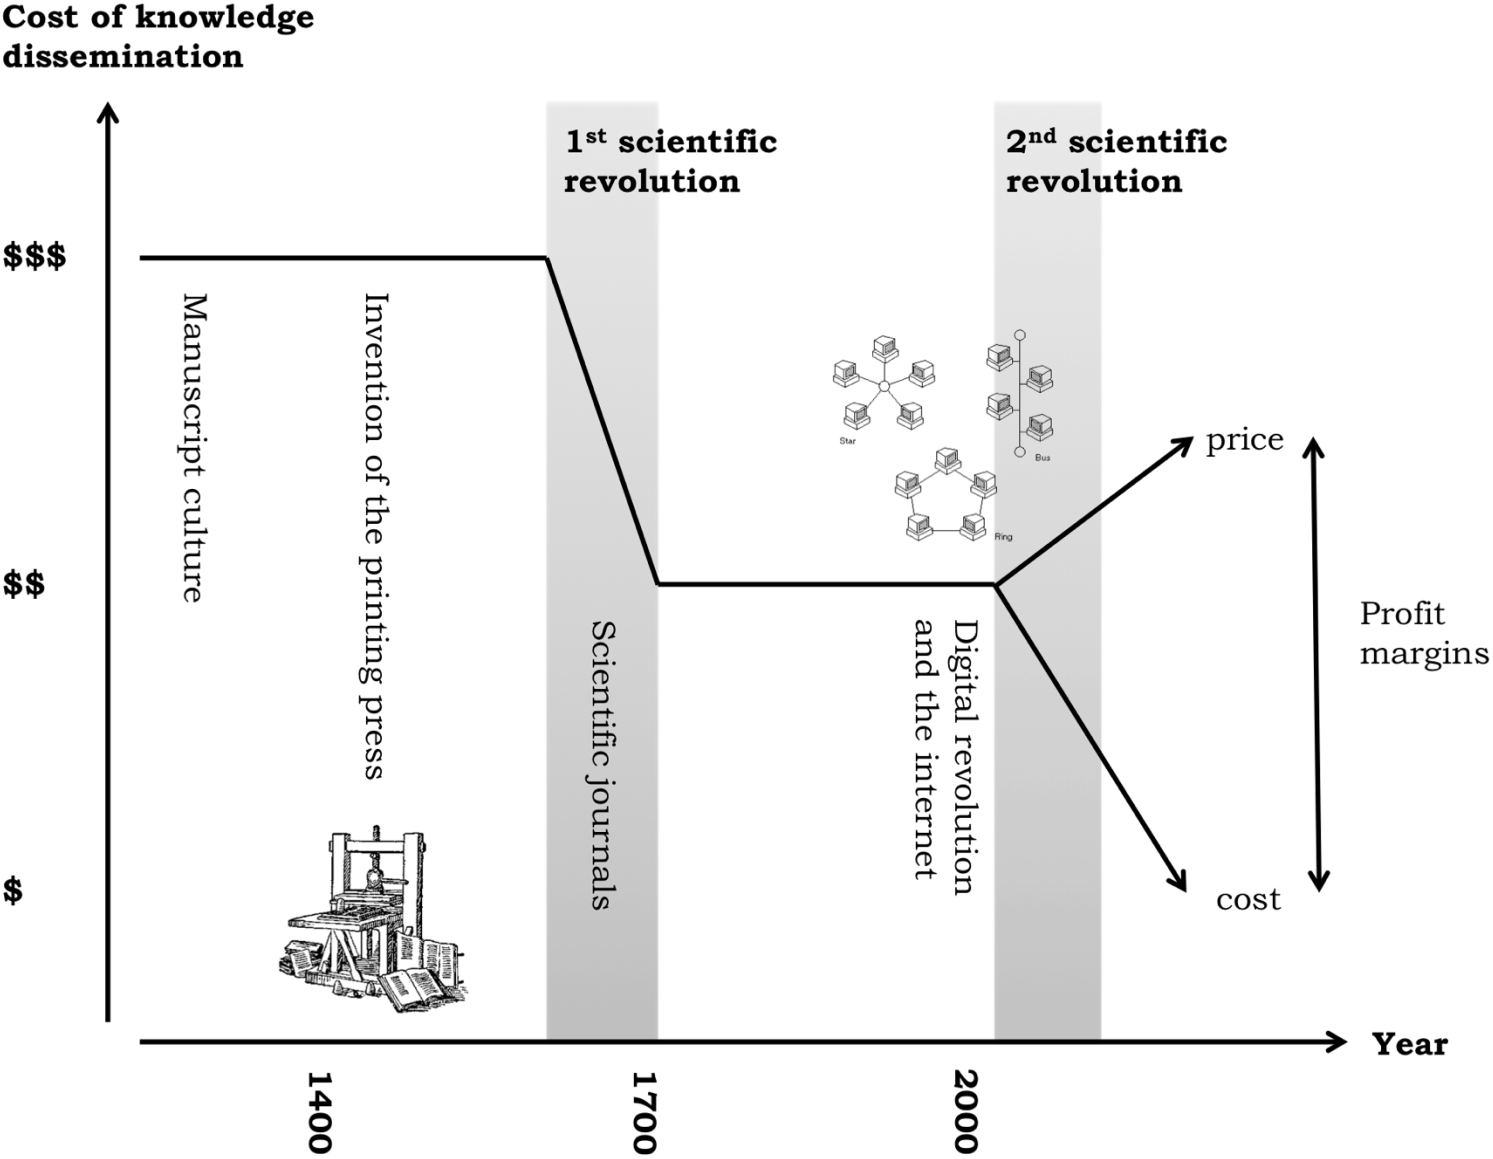 Cost of knowledge
dissemination
1st scientific
revolution
2nd scientific
revolution
$$$
$$
$
Manuscript culture
Invention of the printing press
Scientific journals
Digital revolution
and the internet
Star
Bus
Ring
price
cost
Profit
margins
Year
1400
1700
2000